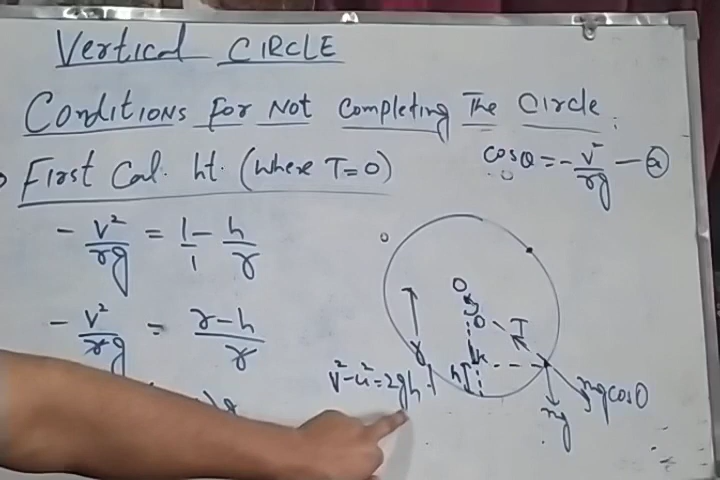 Vertical CIRCLE
Conditions for Not Completing The Circle.
First Cal. ht. (where T=0)
cosθ = - v²/rg — ⓐ
- v²/rg = 1/1 - h/r
- v²/rg = r-h/r
O
θ
T
r
h
v²-u²=2gh
mg
mgcosθ